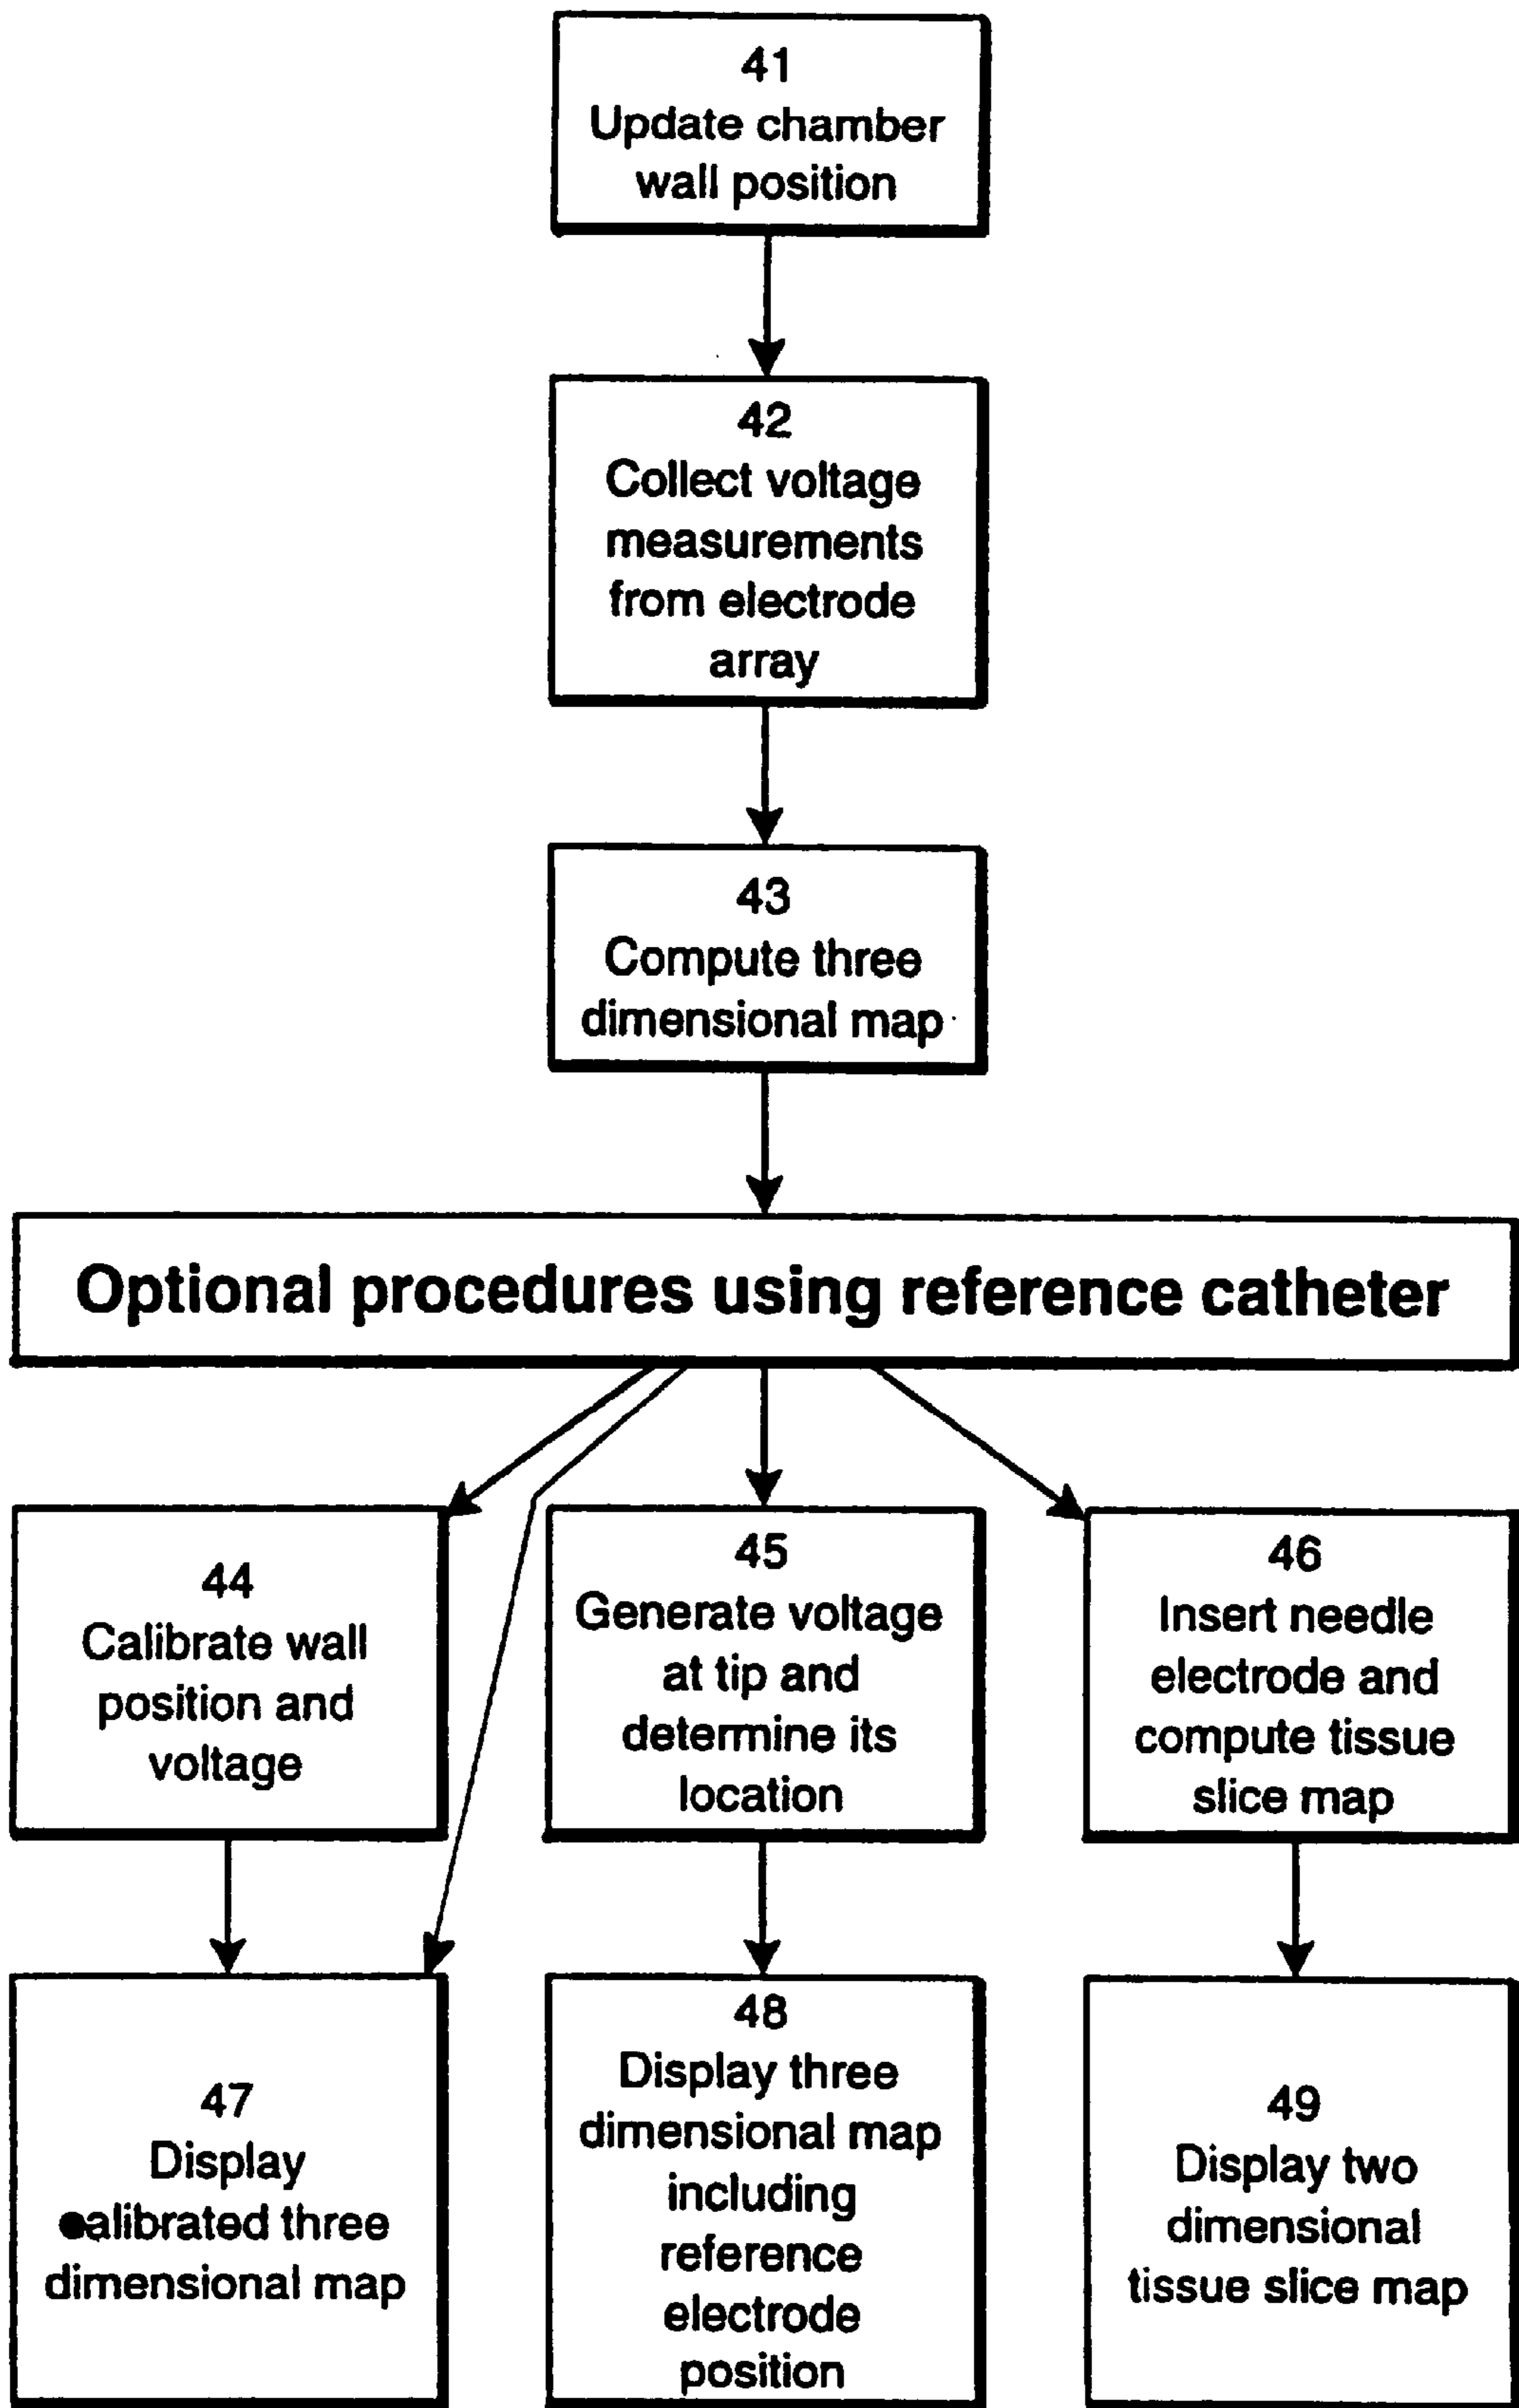 41
Update chamber
wall position
42
Collect voltage
measurements
from electrode
array
43
Compute three
dimensional map
Optional procedures using reference catheter
44
Calibrate wall
position and
voltage
45
Generate voltage
at tip and
determine its
location
46
Insert needle
electrode and
compute tissue
slice map
47
Display
calibrated three
dimensional map
48
Display three
dimensional map
including
reference
electrode
position
49
Display two
dimensional
tissue slice map